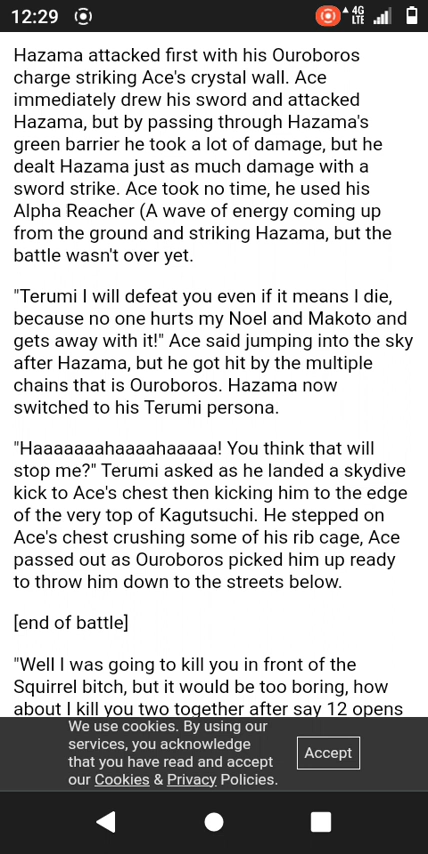 12:29
4G
LTE
Hazama attacked first with his Ouroboros
charge striking Ace's crystal wall. Ace
immediately drew his sword and attacked
Hazama, but by passing through Hazama's
green barrier he took a lot of damage, but he
dealt Hazama just as much damage with a
sword strike. Ace took no time, he used his
Alpha Reacher (A wave of energy coming up
from the ground and striking Hazama, but the
battle wasn't over yet.
"Terumi I will defeat you even if it means I die,
because no one hurts my Noel and Makoto and
gets away with it!" Ace said jumping into the sky
after Hazama, but he got hit by the multiple
chains that is Ouroboros. Hazama now
switched to his Terumi persona.
"Haaaaaaahaaaahaaaaa! You think that will
stop me?" Terumi asked as he landed a skydive
kick to Ace's chest then kicking him to the edge
of the very top of Kagutsuchi. He stepped on
Ace's chest crushing some of his rib cage, Ace
passed out as Ouroboros picked him up ready
to throw him down to the streets below.
[end of battle]
"Well I was going to kill you in front of the
Squirrel bitch, but it would be too boring, how
about I kill you two together after say 12 opens
We use cookies. By using our
services, you acknowledge
that you have read and accept
our Cookies & Privacy Policies.
Accept